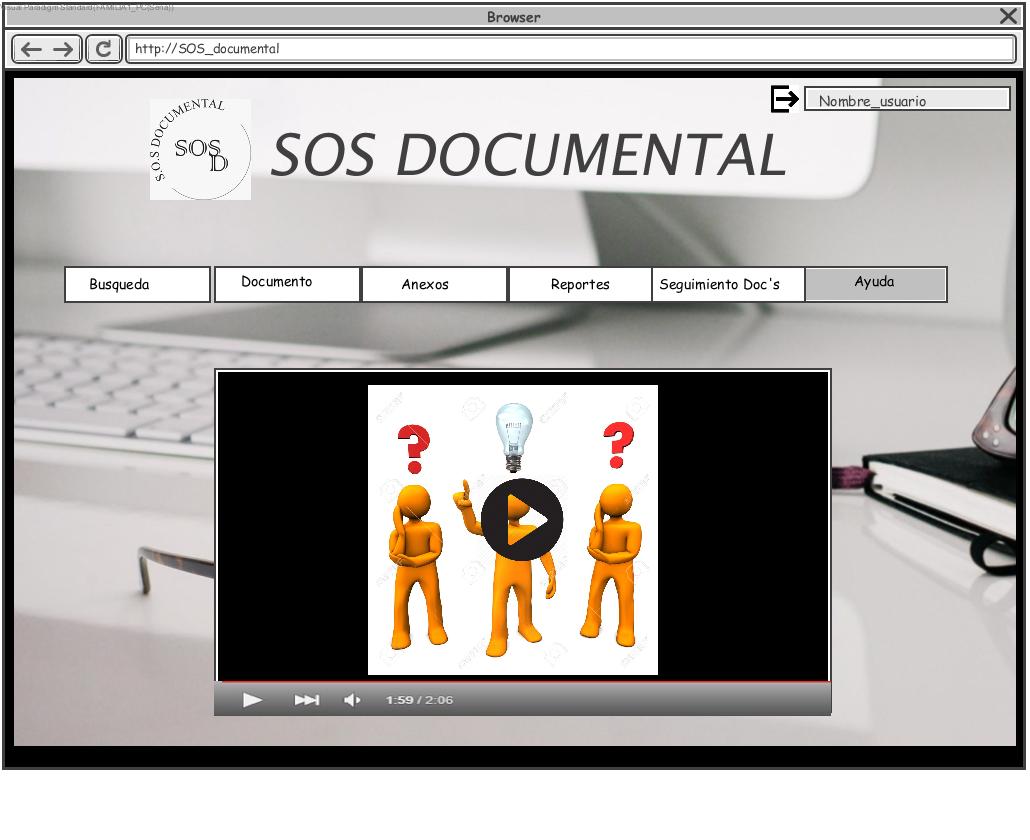 Visual Paradigm Standard(FAMILIA1_PC(Sena))
Browser
http://SOS_documental
Nombre_usuario
S.O.S DOCUMENTAL
SOS
D
SOS DOCUMENTAL
Busqueda
Documento
Anexos
Reportes
Seguimiento Doc's
Ayuda
?
?
1:59 / 2:06